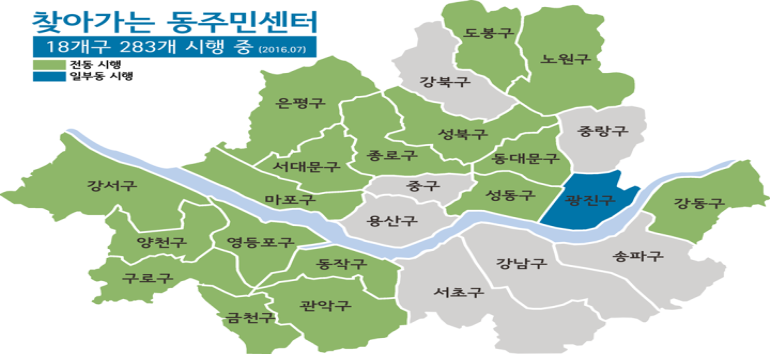 찾아가는 동주민센터
18개구 283개 시행 중 (2016.07)
전동 시행
일부동 시행
도봉구
노원구
강북구
은평구
성북구
중랑구
종로구
동대문구
서대문구
강서구
중구
마포구
성동구
광진구
강동구
용산구
양천구
영등포구
송파구
동작구
강남구
구로구
서초구
관악구
금천구